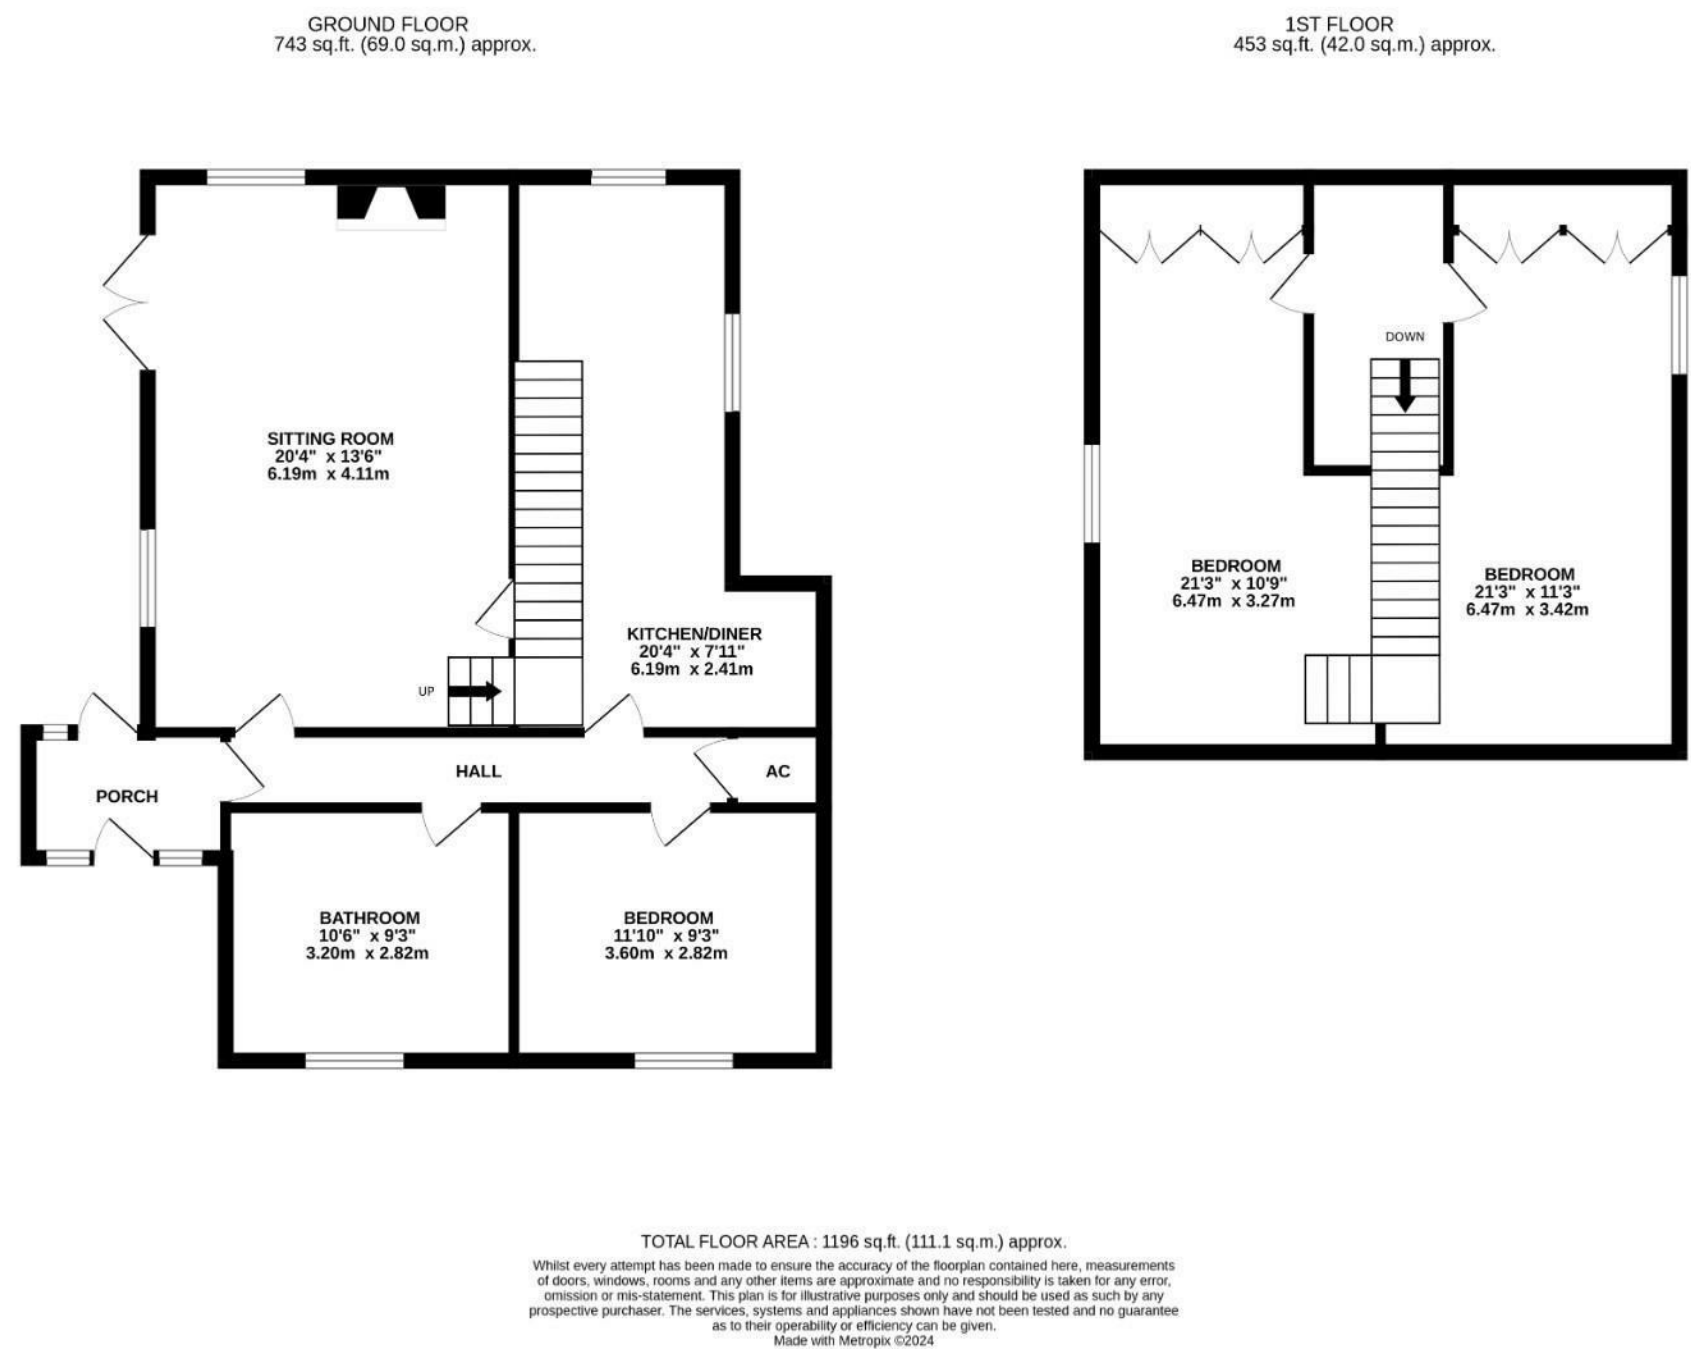 GROUND FLOOR
743 sq.ft. (69.0 sq.m.) approx.
1ST FLOOR
453 sq.ft. (42.0 sq.m.) approx.
SITTING ROOM
20'4" x 13'6"
6.19m x 4.11m
KITCHEN/DINER
20'4" x 7'11"
6.19m x 2.41m
UP
HALL
AC
PORCH
BATHROOM
10'6" x 9'3"
3.20m x 2.82m
BEDROOM
11'10" x 9'3"
3.60m x 2.82m
DOWN
BEDROOM
21'3" x 10'9"
6.47m x 3.27m
BEDROOM
21'3" x 11'3"
6.47m x 3.42m
TOTAL FLOOR AREA : 1196 sq.ft. (111.1 sq.m.) approx.
Whilst every attempt has been made to ensure the accuracy of the floorplan contained here, measurements
of doors, windows, rooms and any other items are approximate and no responsibility is taken for any error,
omission or mis-statement. This plan is for illustrative purposes only and should be used as such by any
prospective purchaser. The services, systems and appliances shown have not been tested and no guarantee
as to their operability or efficiency can be given.
Made with Metropix ©2024